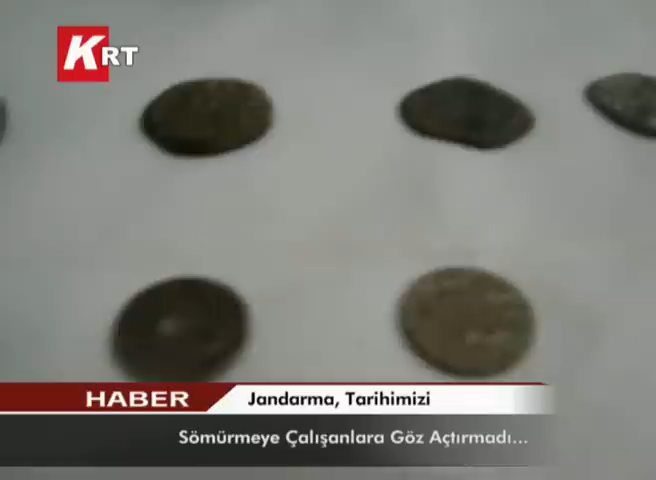 KRT
HABER
Jandarma, Tarihimizi
Sömürmeye Çalışanlara Göz Açtırmadı...